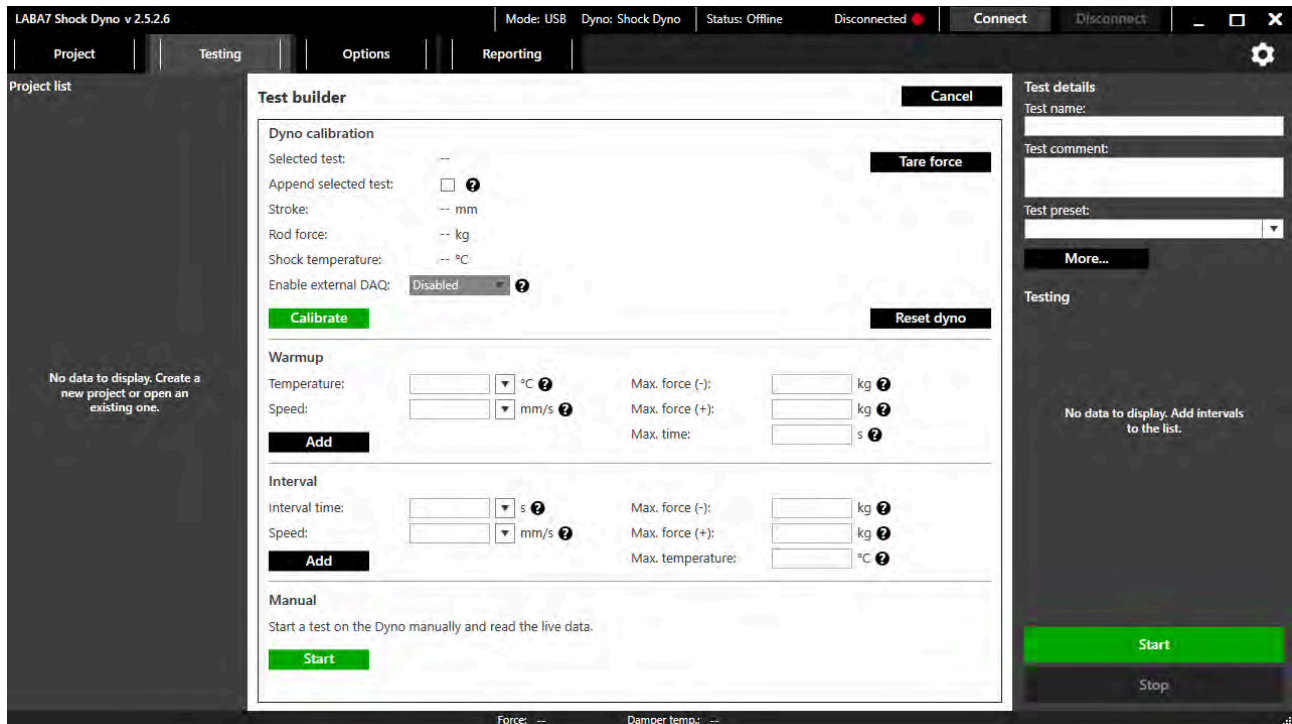 LABA7 Shock Dyno v 2.5.2.6
Mode: USB Dyno: Shock Dyno Status: Offline Disconnected Connect Disconnect
Project Testing Options Reporting
Project list
No data to display. Create a
new project or open an
existing one.
Test builder
Cancel
Dyno calibration
Selected test: --
Tare force
Append selected test: ?
Stroke: -- mm
Rod force: -- kg
Shock temperature: -- °C
Enable external DAQ: Disabled ?
Calibrate
Reset dyno
Warmup
Temperature: °C ? Max. force (-): kg ?
Speed: mm/s ? Max. force (+): kg ?
Add Max. time: s ?
Interval
Interval time: s ? Max. force (-): kg ?
Speed: mm/s ? Max. force (+): kg ?
Add Max. temperature: °C ?
Manual
Start a test on the Dyno manually and read the live data.
Start
Test details
Test name:
Test comment:
Test preset:
More...
Testing
No data to display. Add intervals
to the list.
Start
Stop
Force: -- Damper temp.: --